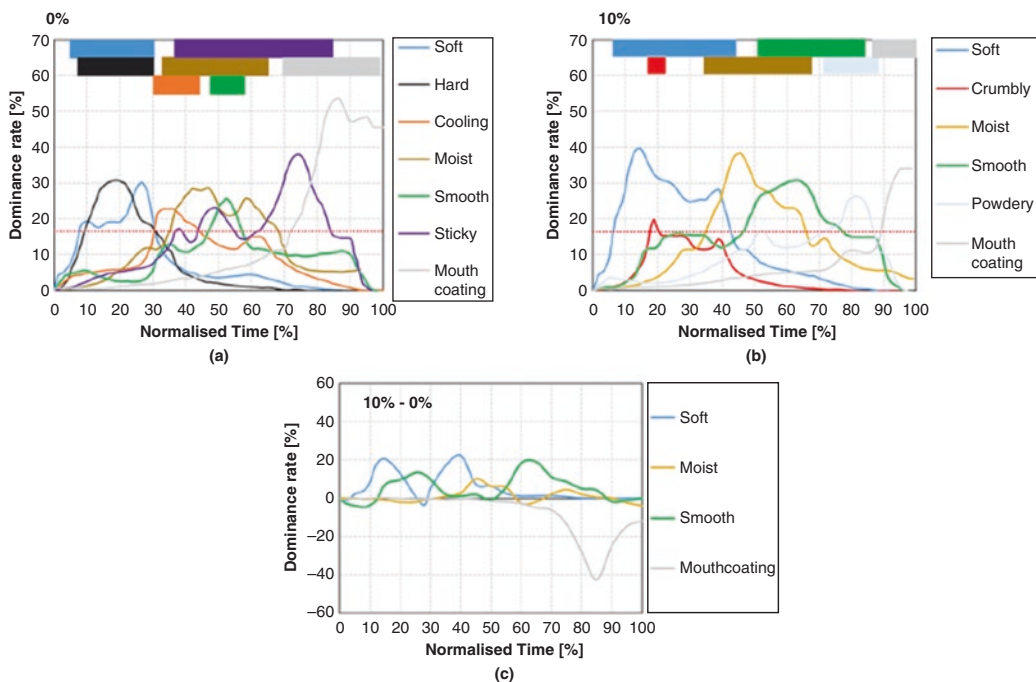 0%
70
60
50
40
30
20
10
0
Dominance rate [%]
0 10 20 30 40 50 60 70 80 90 100
Normalised Time [%]
(a)
Soft
Hard
Cooling
Moist
Smooth
Sticky
Mouth
coating
10%
70
60
50
40
30
20
10
0
Dominance rate [%]
0 10 20 30 40 50 60 70 80 90 100
Normalised Time [%]
(b)
Soft
Crumbly
Moist
Smooth
Powdery
Mouth
coating
10% - 0%
60
40
20
0
–20
–40
–60
Dominance rate [%]
0 10 20 30 40 50 60 70 80 90 100
Normalised Time [%]
(c)
Soft
Moist
Smooth
Mouthcoating